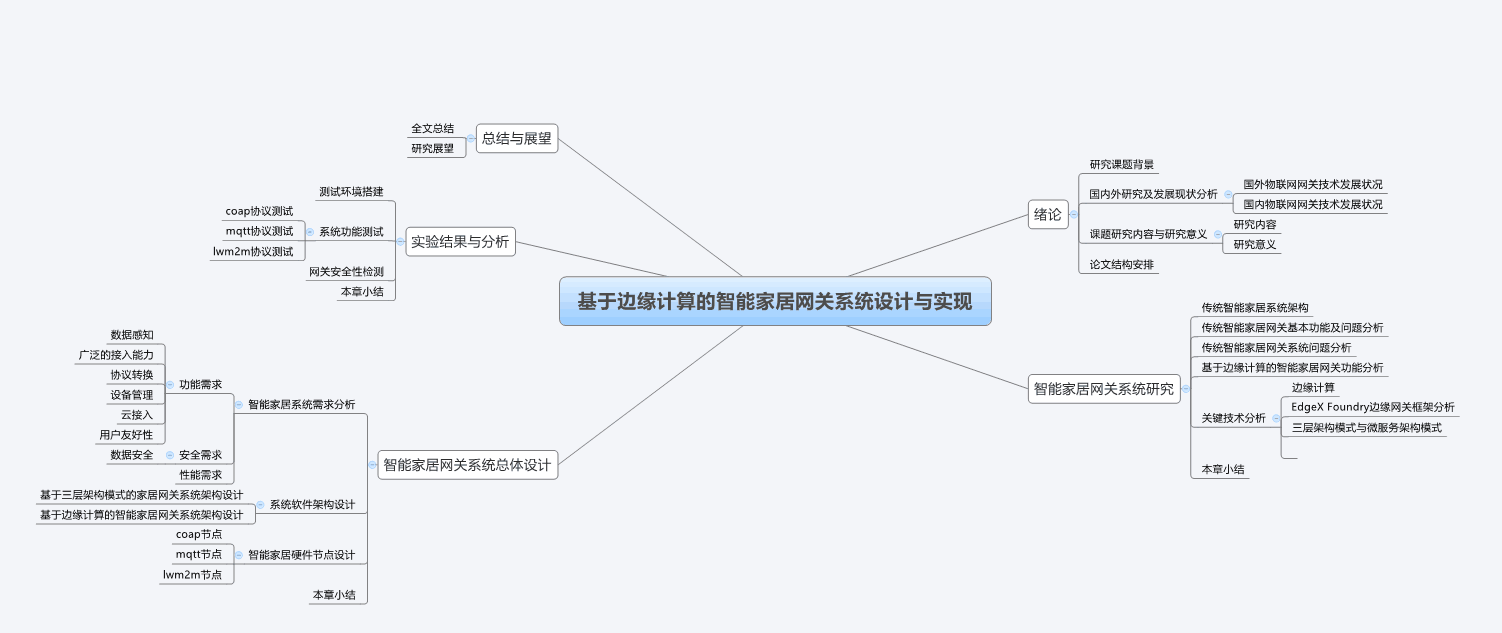 基于边缘计算的智能家居网关系统设计与实现
绪论
研究课题背景
国内外研究及发展现状分析
国外物联网网关技术发展状况
国内物联网网关技术发展状况
课题研究内容与研究意义
研究内容
研究意义
论文结构安排
智能家居网关系统研究
传统智能家居系统架构
传统智能家居网关基本功能及问题分析
传统智能家居网关系统问题分析
基于边缘计算的智能家居网关功能分析
关键技术分析
边缘计算
EdgeX Foundry边缘网关框架分析
三层架构模式与微服务架构模式
本章小结
智能家居网关系统总体设计
智能家居系统需求分析
功能需求
数据感知
广泛的接入能力
协议转换
设备管理
云接入
用户友好性
安全需求
数据安全
性能需求
系统软件架构设计
基于三层架构模式的家居网关系统架构设计
基于边缘计算的智能家居网关系统架构设计
智能家居硬件节点设计
coap节点
mqtt节点
lwm2m节点
本章小结
实验结果与分析
测试环境搭建
系统功能测试
coap协议测试
mqtt协议测试
lwm2m协议测试
网关安全性检测
本章小结
总结与展望
全文总结
研究展望